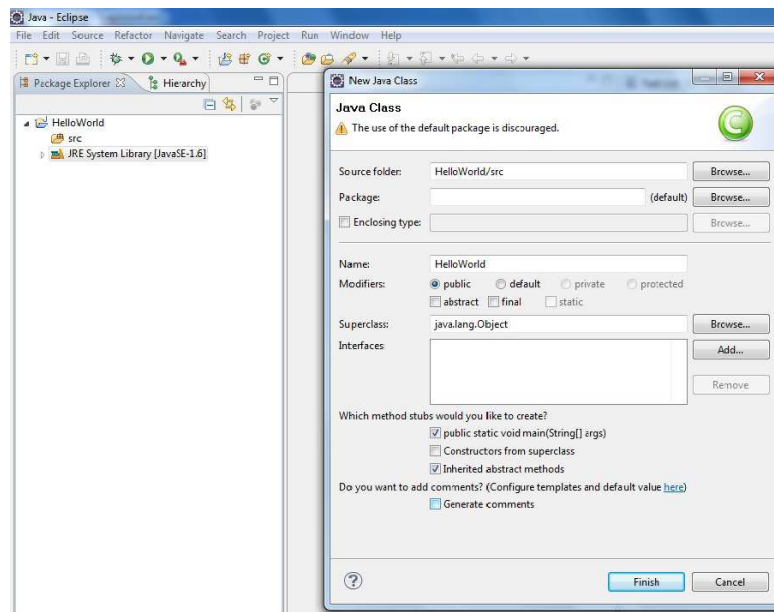 Java - Eclipse
File Edit Source Refactor Navigate Search Project Run Window Help
Package Explorer Hierarchy
HelloWorld
src
JRE System Library [JavaSE-1.6]
New Java Class
Java Class
The use of the default package is discouraged.
Source folder: HelloWorld/src Browse...
Package: (default) Browse...
Enclosing type: Browse...
Name: HelloWorld
Modifiers: public default private protected
abstract final static
Superclass: java.lang.Object Browse...
Interfaces: Add...
Remove
Which method stubs would you like to create?
public static void main(String[] args)
Constructors from superclass
Inherited abstract methods
Do you want to add comments? (Configure templates and default value here)
Generate comments
Finish Cancel